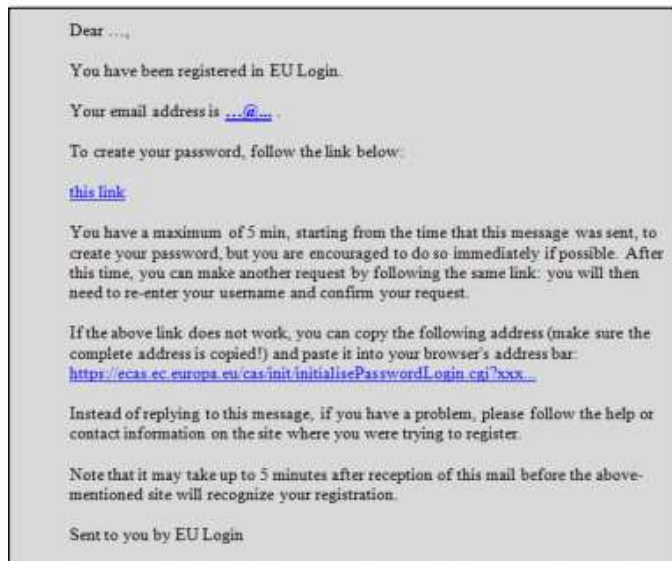 Dear ...,
You have been registered in EU Login.
Your email address is ...@... .
To create your password, follow the link below:
this link
You have a maximum of 5 min, starting from the time that this message was sent, to
create your password, but you are encouraged to do so immediately if possible. After
this time, you can make another request by following the same link: you will then
need to re-enter your username and confirm your request.
If the above link does not work, you can copy the following address (make sure the
complete address is copied!) and paste it into your browser's address bar:
https://ecas.ec.europa.eu/cas/init/initialisePasswordLogin.cgi?xxx...
Instead of replying to this message, if you have a problem, please follow the help or
contact information on the site where you were trying to register.
Note that it may take up to 5 minutes after reception of this mail before the above-
mentioned site will recognize your registration.
Sent to you by EU Login